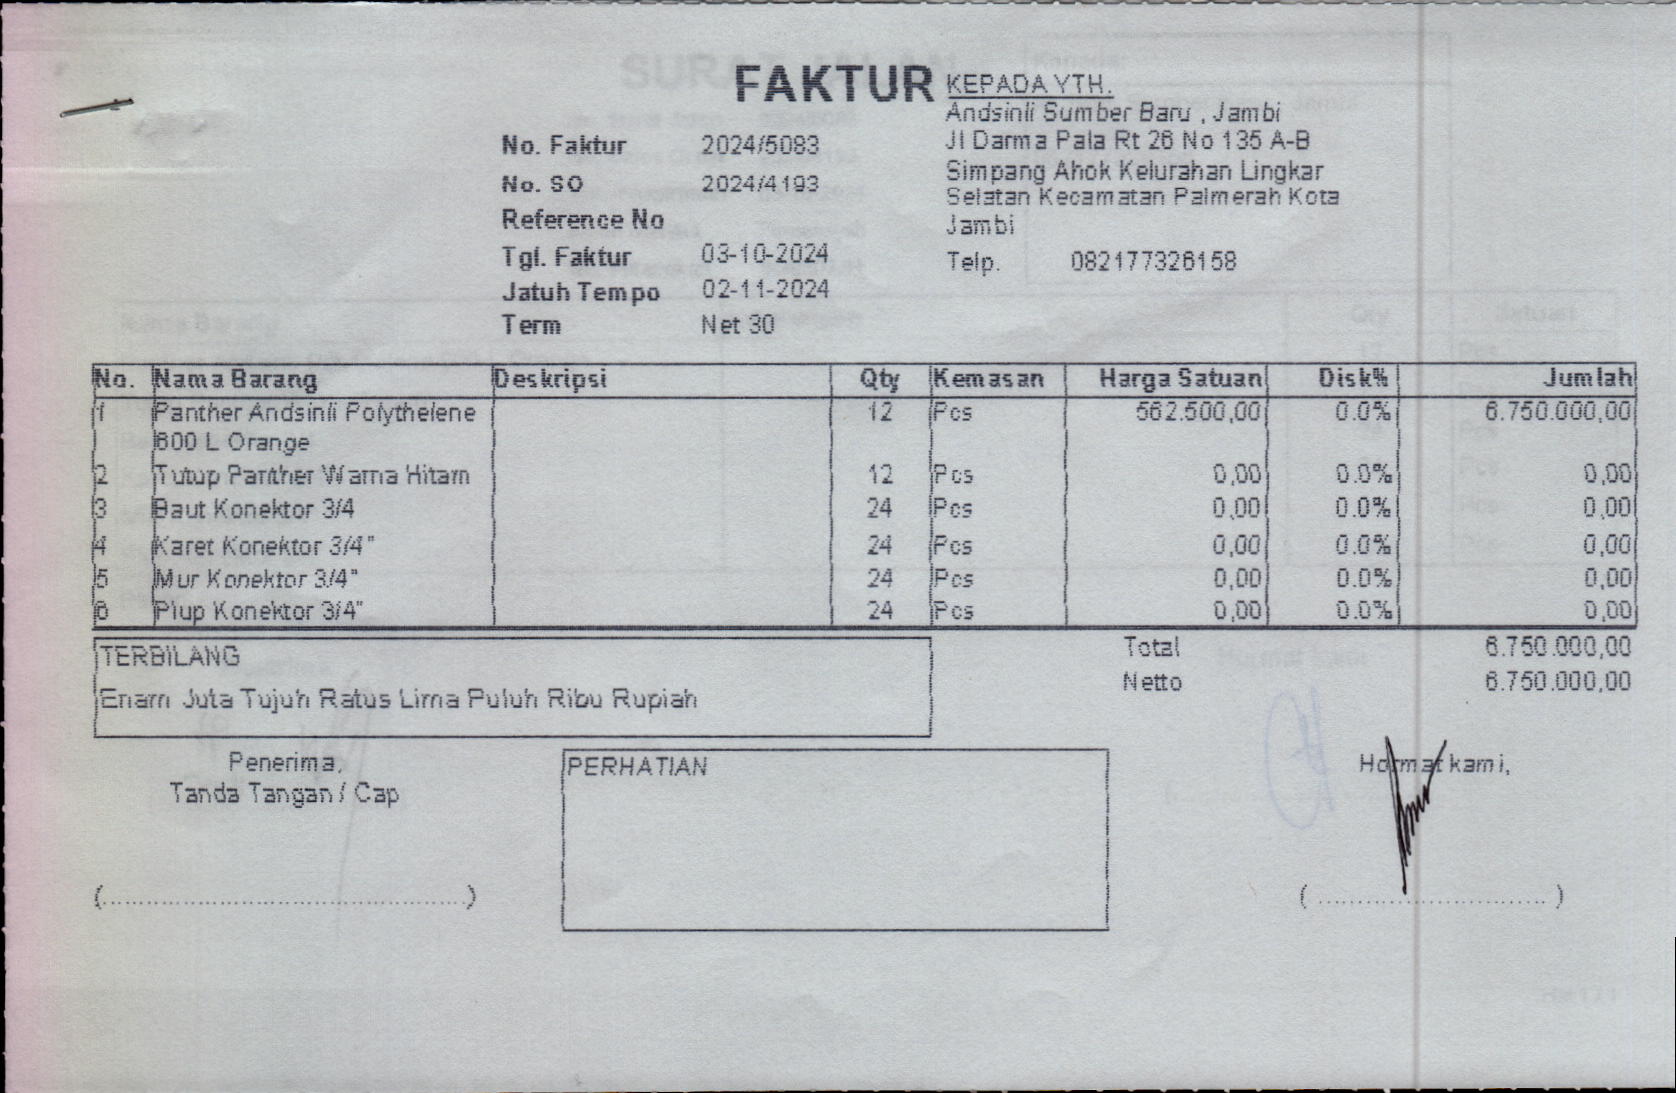 FAKTUR
No. Faktur 2024/5083
No. SO 2024/4193
Reference No
Tgl. Faktur 03-10-2024
Jatuh Tempo 02-11-2024
Term Net 30
KEPADA YTH.
Andsinli Sumber Baru , Jambi
Jl Darma Pala Rt 26 No 135 A-B
Simpang Ahok Kelurahan Lingkar
Selatan Kecamatan Palmerah Kota
Jambi
Telp. 082177326158
No. Nama Barang Deskripsi Qty Kemasan Harga Satuan Disk% Jumlah
1 Panther Andsinli Polythelene 12 Pcs 562.500,00 0.0% 6.750.000,00
600 L Orange
2 Tutup Panther Warna Hitam 12 Pcs 0,00 0.0% 0,00
3 Baut Konektor 3/4 24 Pcs 0,00 0.0% 0,00
4 Karet Konektor 3/4" 24 Pcs 0,00 0.0% 0,00
5 Mur Konektor 3/4" 24 Pcs 0,00 0.0% 0,00
6 Plup Konektor 3/4" 24 Pcs 0,00 0.0% 0,00
TERBILANG
Enam Juta Tujuh Ratus Lima Puluh Ribu Rupiah
Total 6.750.000,00
Netto 6.750.000,00
Penerima,
Tanda Tangan / Cap
PERHATIAN
Hormat kami,
(..............................................)
( .............................. )